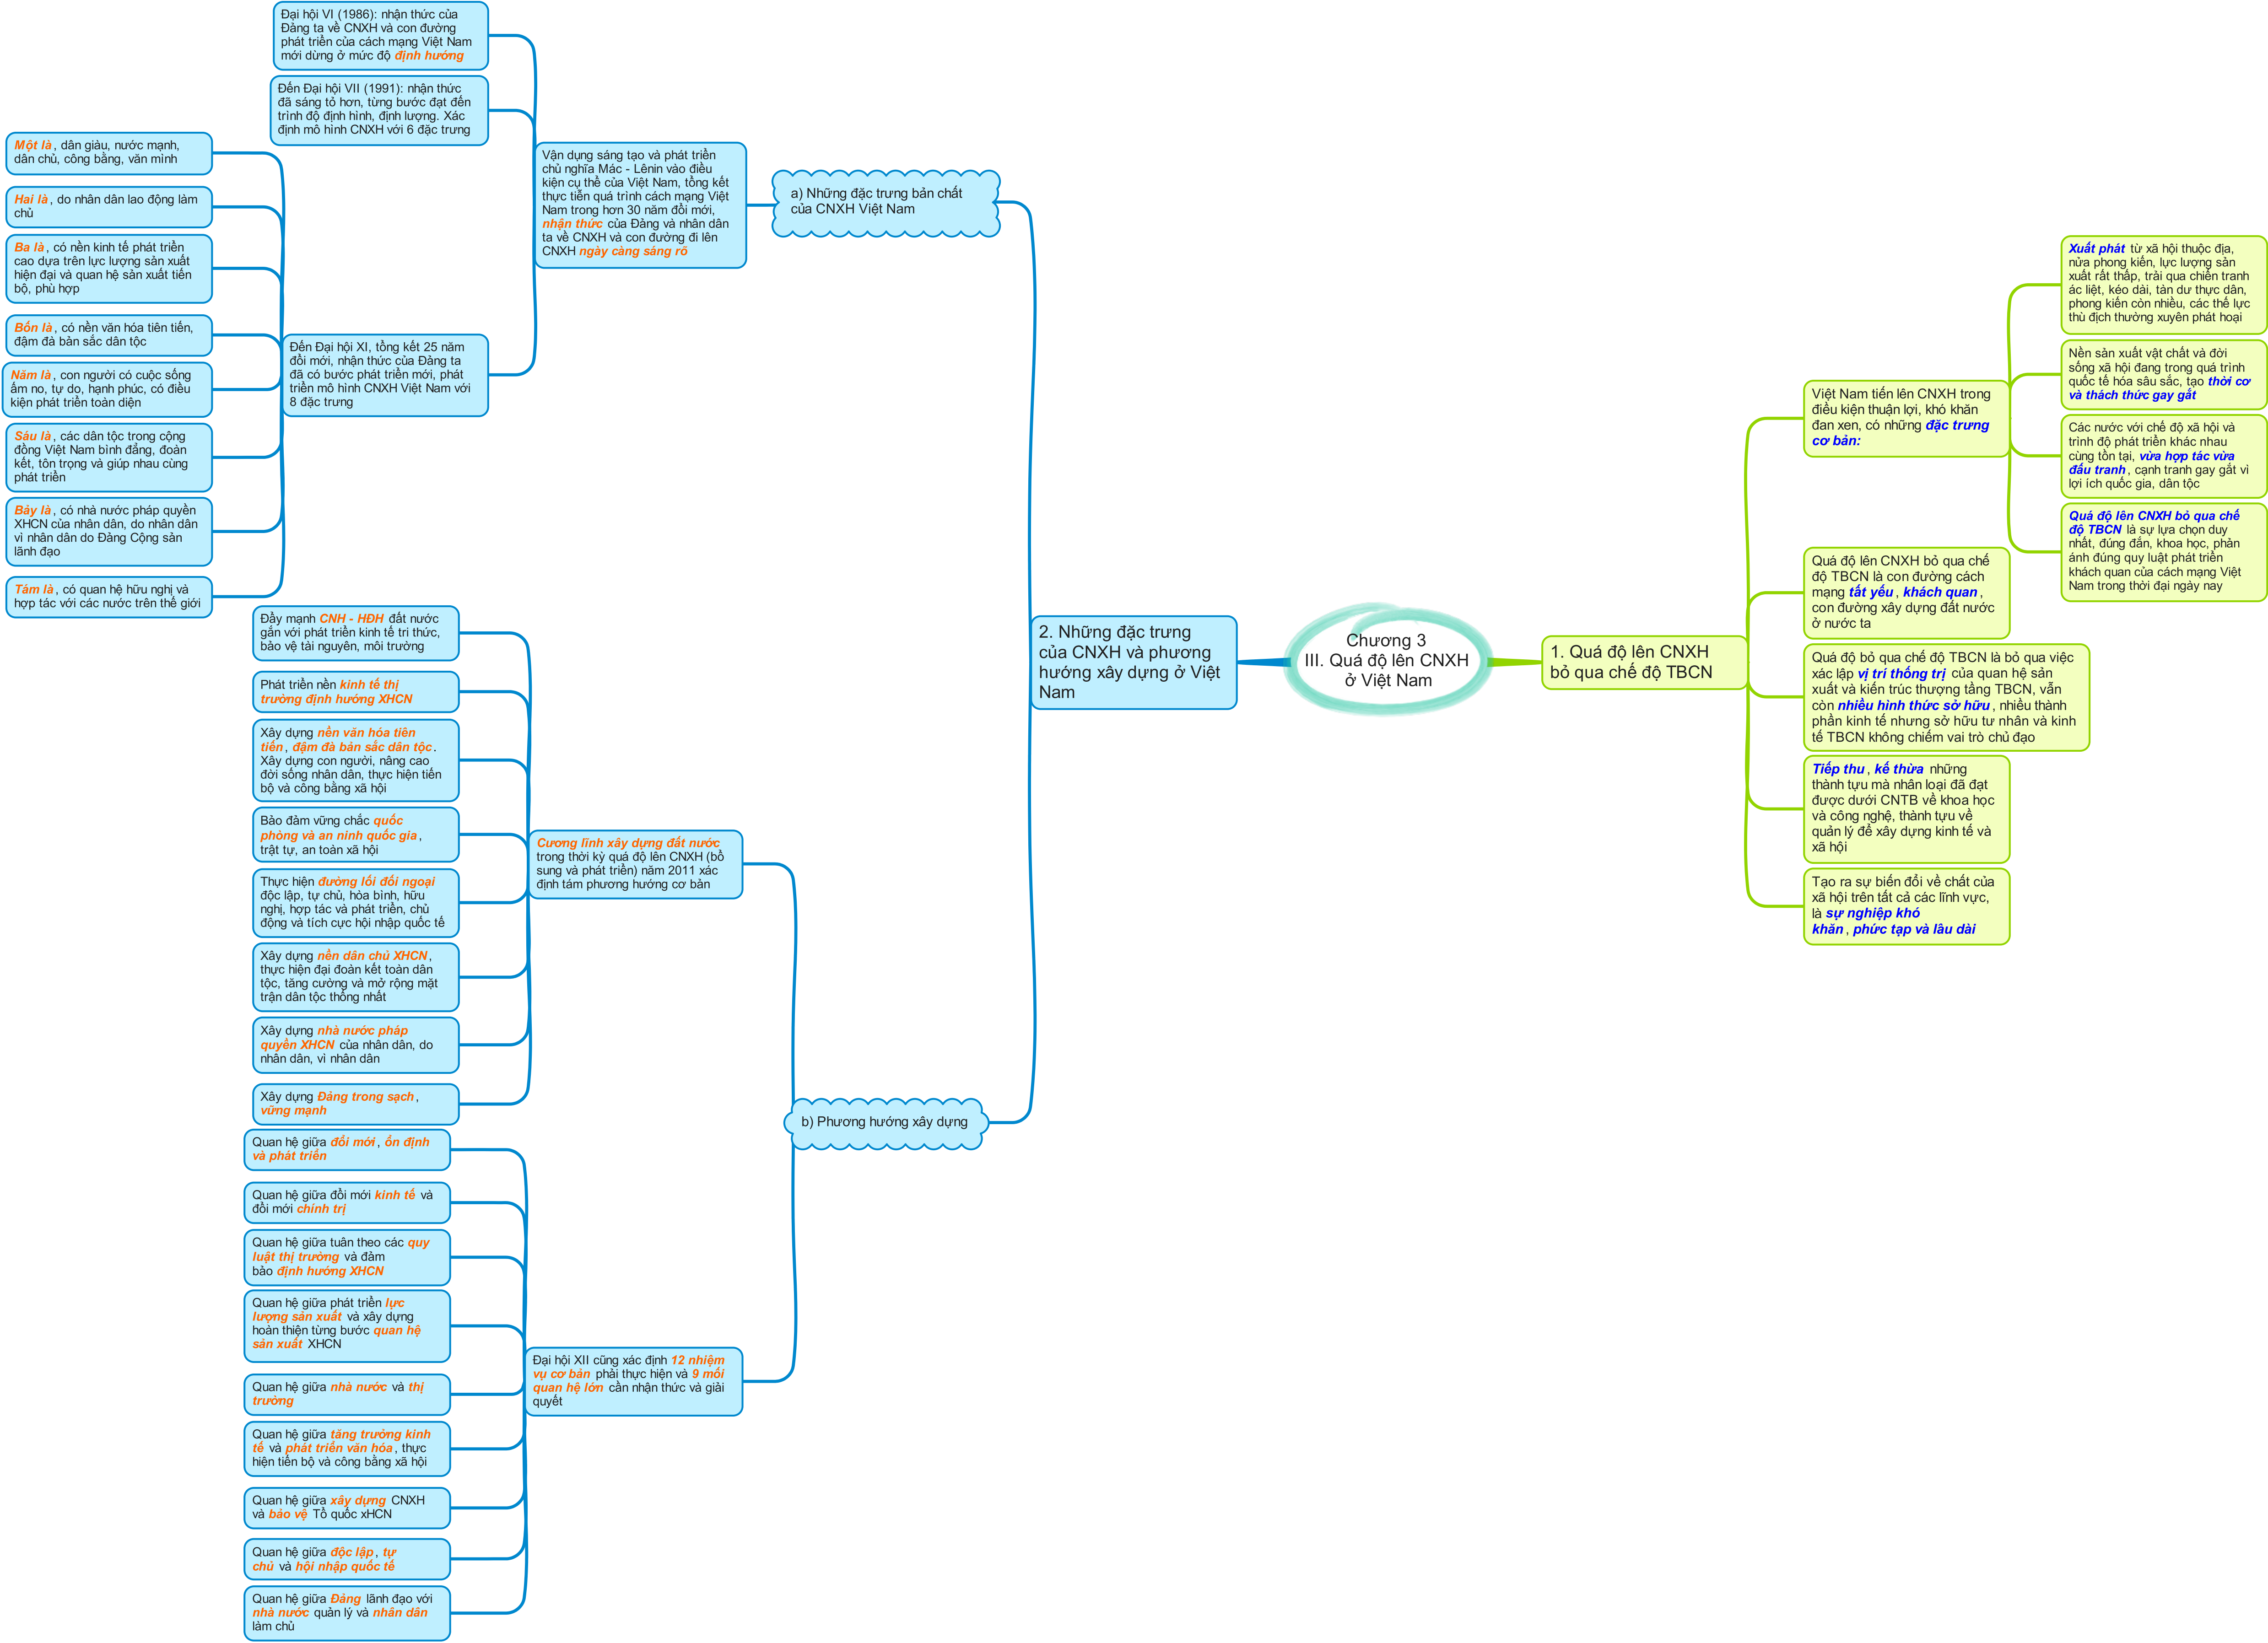 Chương 3
III. Quá độ lên CNXH
ở Việt Nam
1. Quá độ lên CNXH
bỏ qua chế độ TBCN
Việt Nam tiến lên CNXH trong
điều kiện thuận lợi, khó khăn
đan xen, có những đặc trưng
cơ bản:
Xuất phát từ xã hội thuộc địa,
nửa phong kiến, lực lượng sản
xuất rất thấp, trải qua chiến tranh
ác liệt, kéo dài, tàn dư thực dân,
phong kiến còn nhiều, các thế lực
thù địch thường xuyên phát hoại
Nền sản xuất vật chất và đời
sống xã hội đang trong quá trình
quốc tế hóa sâu sắc, tạo thời cơ
và thách thức gay gắt
Các nước với chế độ xã hội và
trình độ phát triển khác nhau
cùng tồn tại, vừa hợp tác vừa
đấu tranh, cạnh tranh gay gắt vì
lợi ích quốc gia, dân tộc
Quá độ lên CNXH bỏ qua chế
độ TBCN là sự lựa chọn duy
nhất, đúng đắn, khoa học, phản
ánh đúng quy luật phát triển
khách quan của cách mạng Việt
Nam trong thời đại ngày nay
Quá độ lên CNXH bỏ qua chế
độ TBCN là con đường cách
mạng tất yếu, khách quan,
con đường xây dựng đất nước
ở nước ta
Quá độ bỏ qua chế độ TBCN là bỏ qua việc
xác lập vị trí thống trị của quan hệ sản
xuất và kiến trúc thượng tầng TBCN, vẫn
còn nhiều hình thức sở hữu, nhiều thành
phần kinh tế nhưng sở hữu tư nhân và kinh
tế TBCN không chiếm vai trò chủ đạo
Tiếp thu, kế thừa những
thành tựu mà nhân loại đã đạt
được dưới CNTB về khoa học
và công nghệ, thành tựu về
quản lý để xây dựng kinh tế và
xã hội
Tạo ra sự biến đổi về chất của
xã hội trên tất cả các lĩnh vực,
là sự nghiệp khó
khăn, phức tạp và lâu dài
2. Những đặc trưng
của CNXH và phương
hướng xây dựng ở Việt
Nam
a) Những đặc trưng bản chất
của CNXH Việt Nam
Vận dụng sáng tạo và phát triển
chủ nghĩa Mác - Lênin vào điều
kiện cụ thể của Việt Nam, tổng kết
thực tiễn quá trình cách mạng Việt
Nam trong hơn 30 năm đổi mới,
nhận thức của Đảng và nhân dân
ta về CNXH và con đường đi lên
CNXH ngày càng sáng rõ
Đại hội VI (1986): nhận thức của
Đảng ta về CNXH và con đường
phát triển của cách mạng Việt Nam
mới dừng ở mức độ định hướng
Đến Đại hội VII (1991): nhận thức
đã sáng tỏ hơn, từng bước đạt đến
trình độ định hình, định lượng. Xác
định mô hình CNXH với 6 đặc trưng
Đến Đại hội XI, tổng kết 25 năm
đổi mới, nhận thức của Đảng ta
đã có bước phát triển mới, phát
triển mô hình CNXH Việt Nam với
8 đặc trưng
Một là, dân giàu, nước mạnh,
dân chủ, công bằng, văn mình
Hai là, do nhân dân lao động làm
chủ
Ba là, có nền kinh tế phát triển
cao dựa trên lực lượng sản xuất
hiện đại và quan hệ sản xuất tiến
bộ, phù hợp
Bốn là, có nền văn hóa tiên tiến,
đậm đà bản sắc dân tộc
Năm là, con người có cuộc sống
ấm no, tự do, hạnh phúc, có điều
kiện phát triển toàn diện
Sáu là, các dân tộc trong cộng
đồng Việt Nam bình đẳng, đoàn
kết, tôn trọng và giúp nhau cùng
phát triển
Bảy là, có nhà nước pháp quyền
XHCN của nhân dân, do nhân dân
vì nhân dân do Đảng Cộng sản
lãnh đạo
Tám là, có quan hệ hữu nghị và
hợp tác với các nước trên thế giới
b) Phương hướng xây dựng
Cương lĩnh xây dựng đất nước
trong thời kỳ quá độ lên CNXH (bổ
sung và phát triển) năm 2011 xác
định tám phương hướng cơ bản
Đẩy mạnh CNH - HĐH đất nước
gắn với phát triển kinh tế tri thức,
bảo vệ tài nguyên, môi trường
Phát triển nền kinh tế thị
trường định hướng XHCN
Xây dựng nền văn hóa tiên
tiến, đậm đà bản sắc dân tộc.
Xây dựng con người, nâng cao
đời sống nhân dân, thực hiện tiến
bộ và công bằng xã hội
Bảo đảm vững chắc quốc
phòng và an ninh quốc gia,
trật tự, an toàn xã hội
Thực hiện đường lối đối ngoại
độc lập, tự chủ, hòa bình, hữu
nghị, hợp tác và phát triển, chủ
động và tích cực hội nhập quốc tế
Xây dựng nền dân chủ XHCN,
thực hiện đại đoàn kết toàn dân
tộc, tăng cường và mở rộng mặt
trận dân tộc thống nhất
Xây dựng nhà nước pháp
quyền XHCN của nhân dân, do
nhân dân, vì nhân dân
Xây dựng Đảng trong sạch,
vững mạnh
Đại hội XII cũng xác định 12 nhiệm
vụ cơ bản phải thực hiện và 9 mối
quan hệ lớn cần nhận thức và giải
quyết
Quan hệ giữa đổi mới, ổn định
và phát triển
Quan hệ giữa đổi mới kinh tế và
đổi mới chính trị
Quan hệ giữa tuân theo các quy
luật thị trường và đảm
bảo định hướng XHCN
Quan hệ giữa phát triển lực
lượng sản xuất và xây dựng
hoàn thiện từng bước quan hệ
sản xuất XHCN
Quan hệ giữa nhà nước và thị
trường
Quan hệ giữa tăng trưởng kinh
tế và phát triển văn hóa, thực
hiện tiến bộ và công bằng xã hội
Quan hệ giữa xây dựng CNXH
và bảo vệ Tổ quốc xHCN
Quan hệ giữa độc lập, tự
chủ và hội nhập quốc tế
Quan hệ giữa Đảng lãnh đạo với
nhà nước quản lý và nhân dân
làm chủ